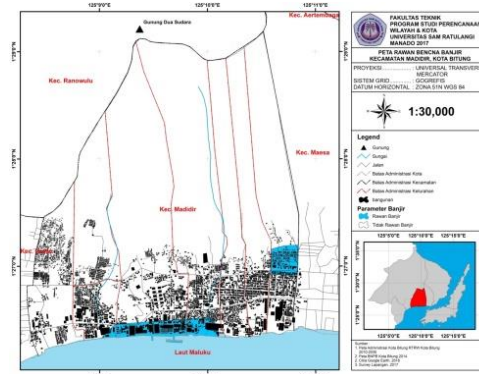 125°9'0"E 125°10'0"E 125°11'0"E
Gunung Dua Sudara
Kec. Aertembaga
Kec. Ranowulu
Kec. Maesa
Kec. Madidir
Laut Maluku
FAKULTAS TEKNIK
PROGRAM STUDI PERENCANAAN
WILAYAH & KOTA
UNIVERSITAS SAM RATULANGI
MANADO 2017
PETA RAWAN BENCNA BANJIR
KECAMATAN MADIDIR, KOTA BITUNG
PROYEKSI : UNIVERSAL TRANSVER
MERCATOR
SISTEM GRID : GOGREFIS
DATUM HORIZONTAL : ZONA 51N WGS 84
1:30,000
Legend
Gunung
Sungai
Jalan
Batas Administrasi Kota
Batas Administrasi Kecamatan
Batas Administrasi Kelurahan
bangunan
Parameter Banjir
Rawan Banjir
Tidak Rawan Banjir
Sumber :